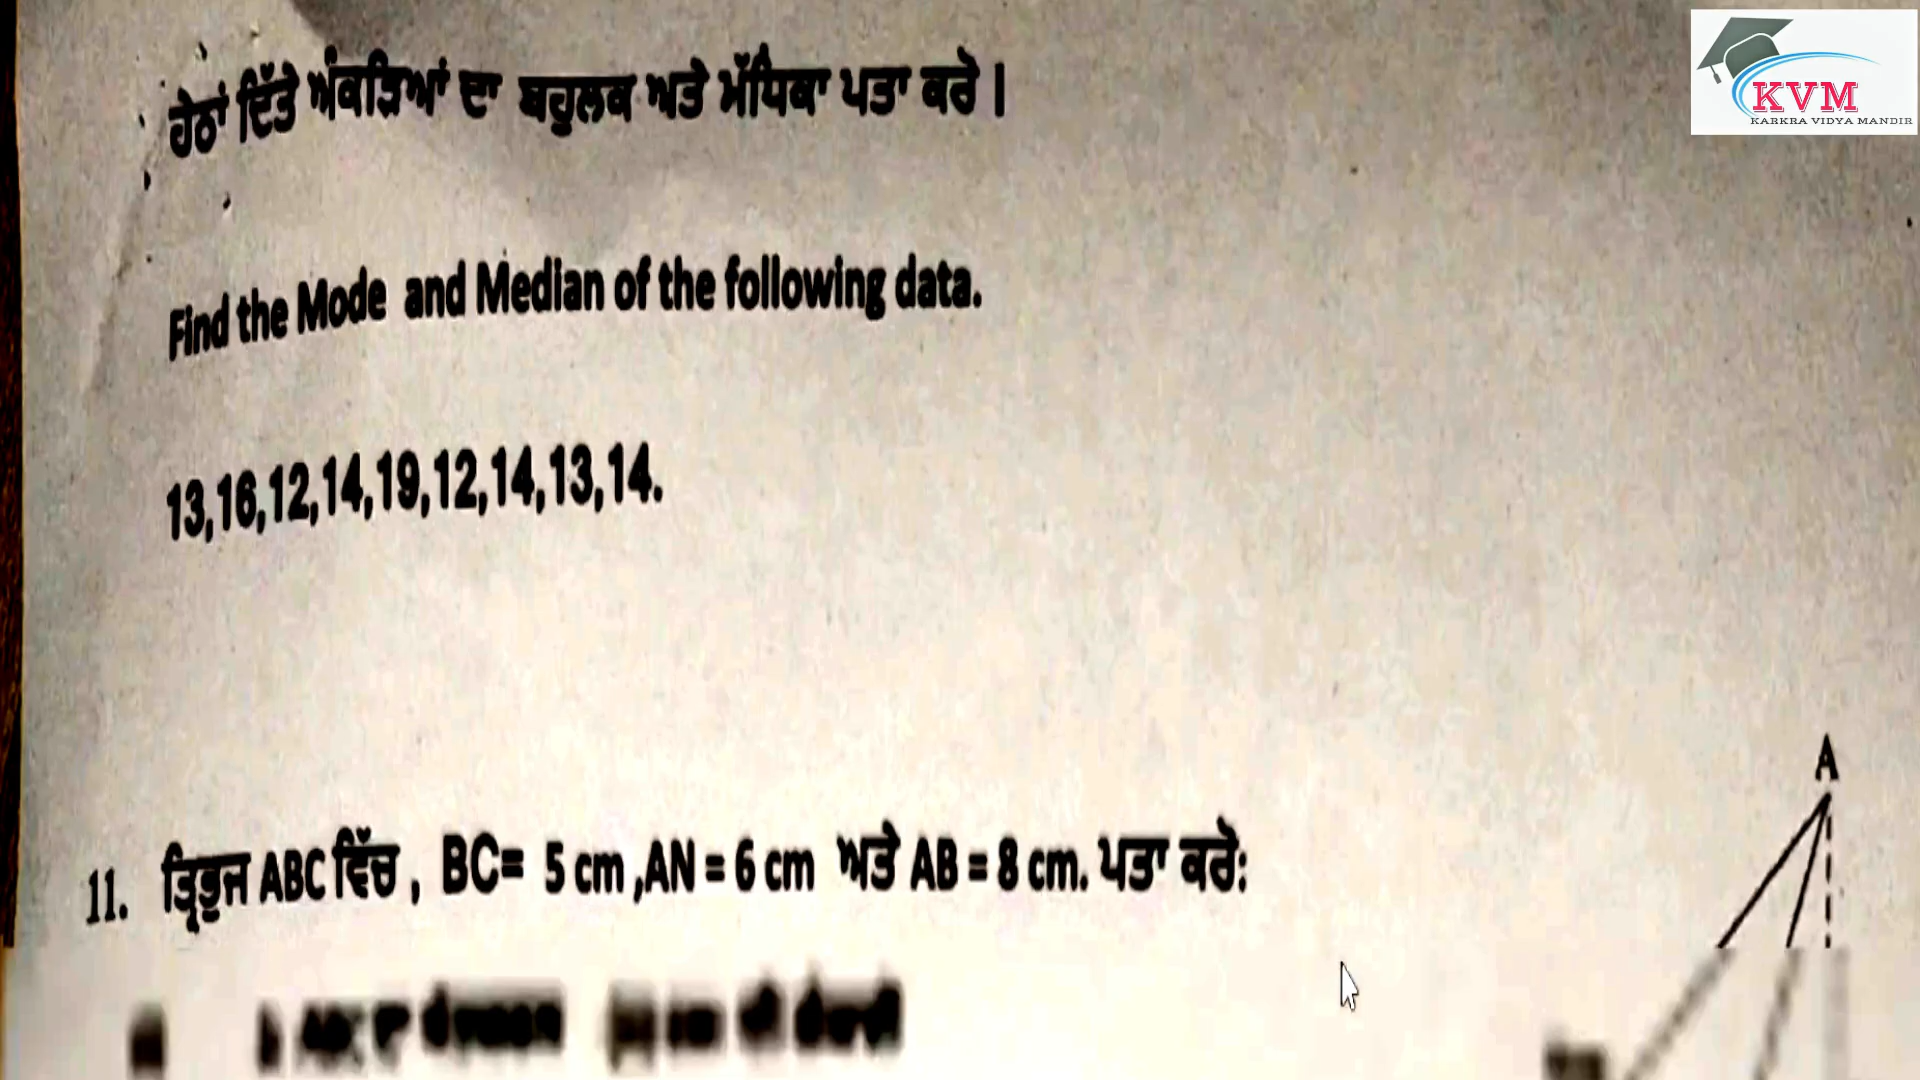 ਹੇਠਾਂ ਦਿੱਤੇ ਅੰਕੜਿਆਂ ਦਾ ਬਹੁਲਕ ਅਤੇ ਮੱਧਿਕਾ ਪਤਾ ਕਰੋ ।
KVM
KARKRA VIDYA MANDIR
Find the Mode and Median of the following data.
13,16,12,14,19,12,14,13,14.
A
11. ਤ੍ਰਿਭੁਜ ABC ਵਿੱਚ , BC= 5 cm ,AN = 6 cm ਅਤੇ AB = 8 cm. ਪਤਾ ਕਰੋ: